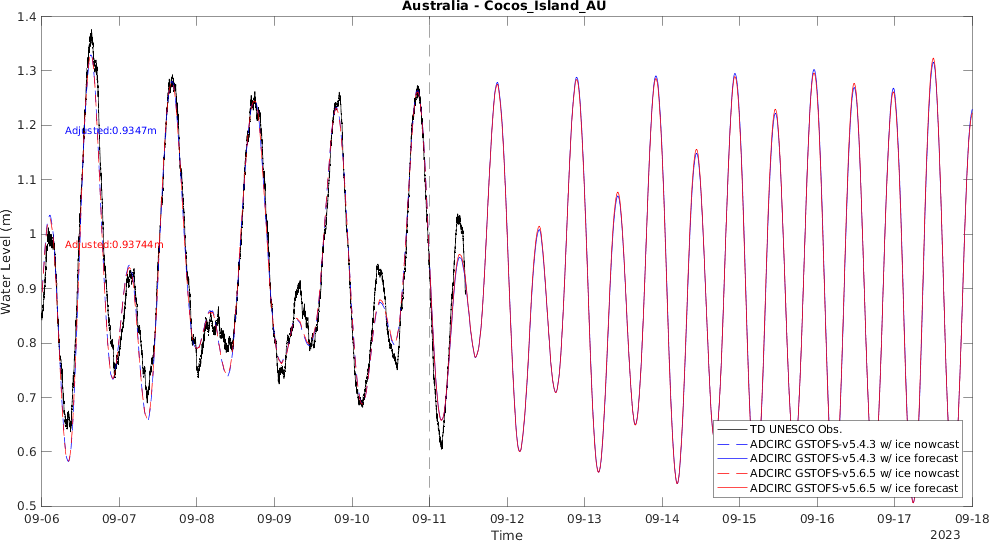 Australia - Cocos_Island_AU
1.4
1.3
1.2
1.1
1
0.9
0.8
0.7
0.6
0.5
Water Level (m)
Adjusted:0.9347m
Adjusted:0.93744m
TD UNESCO Obs.
ADCIRC GSTOFS-v5.4.3 w/ ice nowcast
ADCIRC GSTOFS-v5.4.3 w/ ice forecast
ADCIRC GSTOFS-v5.6.5 w/ ice nowcast
ADCIRC GSTOFS-v5.6.5 w/ ice forecast
09-06 09-07 09-08 09-09 09-10 09-11 09-12 09-13 09-14 09-15 09-16 09-17 09-18
Time
2023